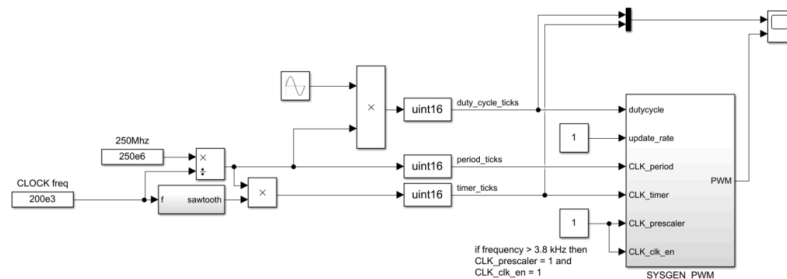 uint16
duty_cycle_ticks
dutycycle
250Mhz
250e6
×
÷
×
1
update_rate
uint16
period_ticks
CLK_period
PWM
CLOCK freq
200e3
f
sawtooth
×
uint16
timer_ticks
CLK_timer
1
CLK_prescaler
if frequency > 3.8 kHz then
CLK_prescaler = 1 and
CLK_clk_en = 1
CLK_clk_en
SYSGEN_PWM